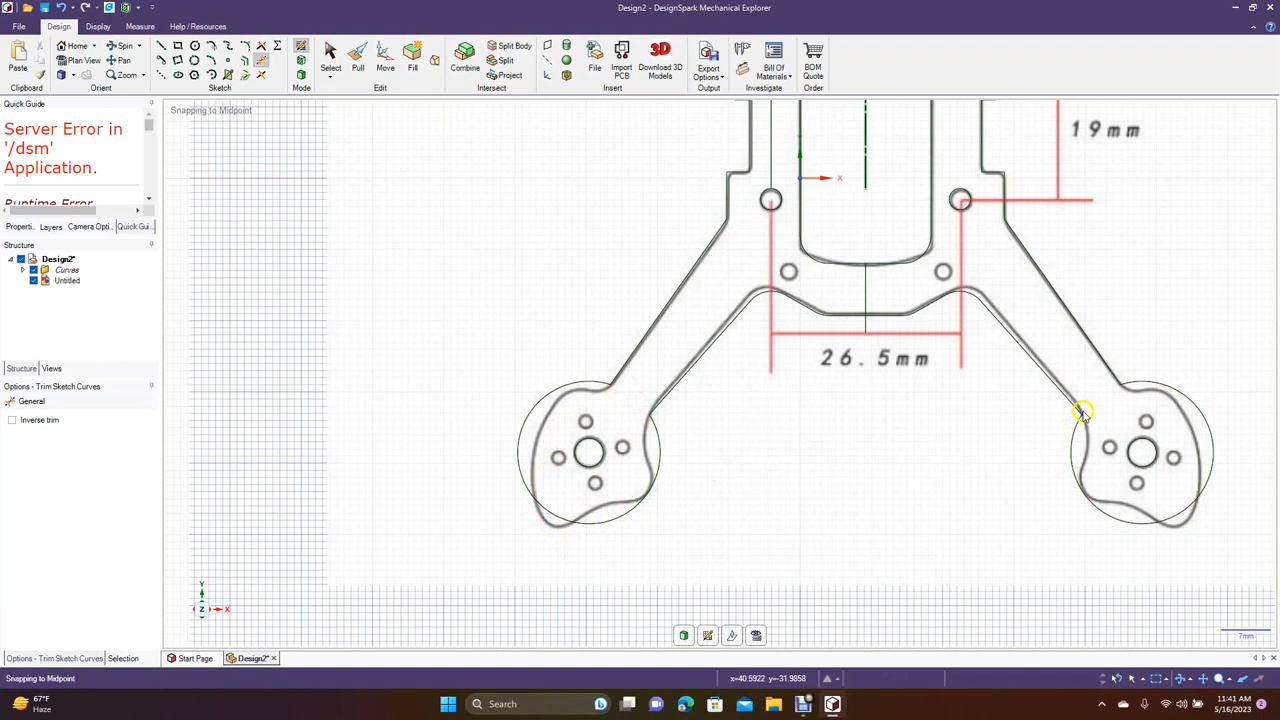 Design2 - DesignSpark Mechanical Explorer
File Design Display Measure Help / Resources
Paste
Home
Spin
Plan View
Pan
Zoom
Select
Pull
Move
Fill
Combine
Split Body
Split
Project
File
Import PCB
Download 3D Models
Export Options
Bill Of Materials
BOM Quote
Clipboard
Orient
Sketch
Mode
Edit
Intersect
Insert
Output
Investigate
Order
Quick Guide
Server Error in
'/dsm'
Application.
Runtime Error
Properti..
Layers
Camera Opti..
Quick Gui..
Structure
Design2*
Curves
Untitled
Structure Views
Options - Trim Sketch Curves
General
Inverse trim
Snapping to Midpoint
19mm
X
26.5mm
Y
Z
X
7mm
Options - Trim Sketch Curves Selection
Start Page
Design2*
Snapping to Midpoint
x=40.5922 y=-31.9858
67°F
Haze
Search
11:41 AM
5/16/2023